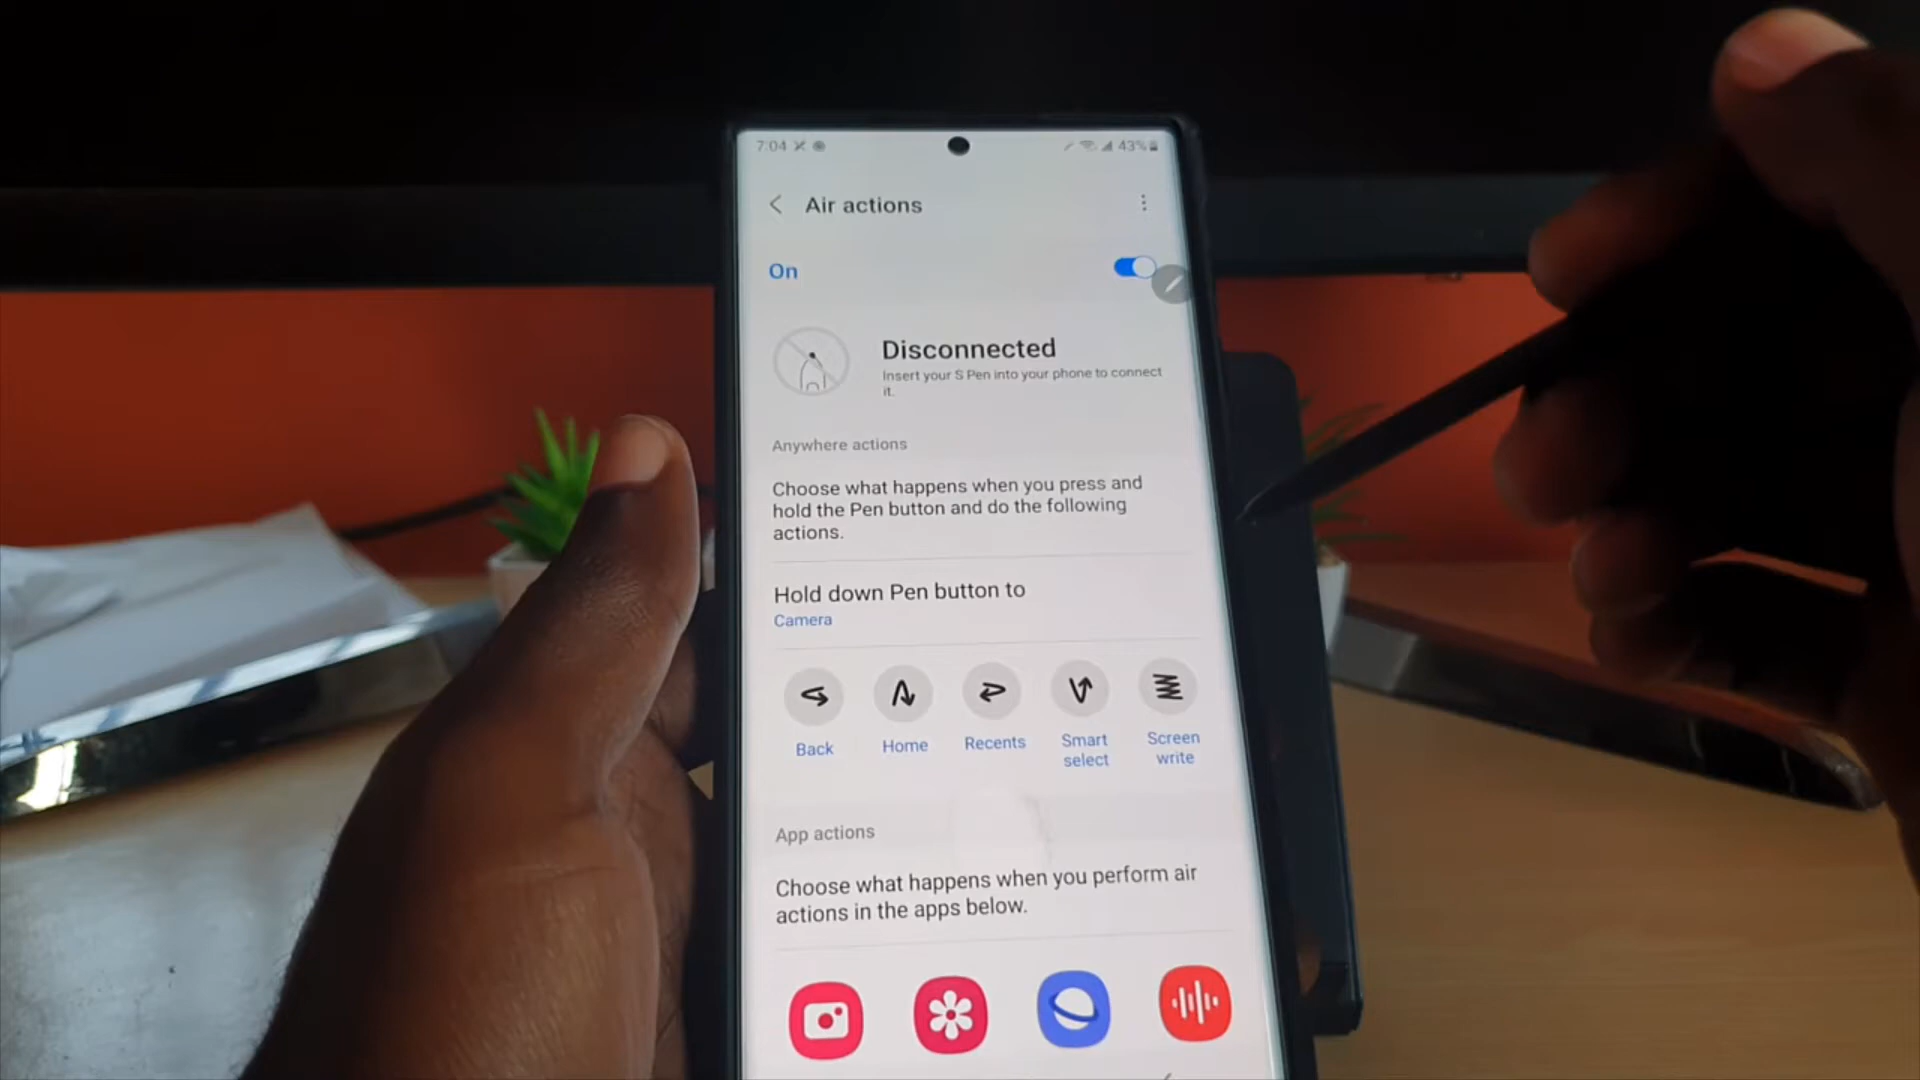 7:04
43%
Air actions
On
Disconnected
Insert your S Pen into your phone to connect
it.
Anywhere actions
Choose what happens when you press and
hold the Pen button and do the following
actions.
Hold down Pen button to
Camera
Back
Home
Recents
Smart
select
Screen
write
App actions
Choose what happens when you perform air
actions in the apps below.